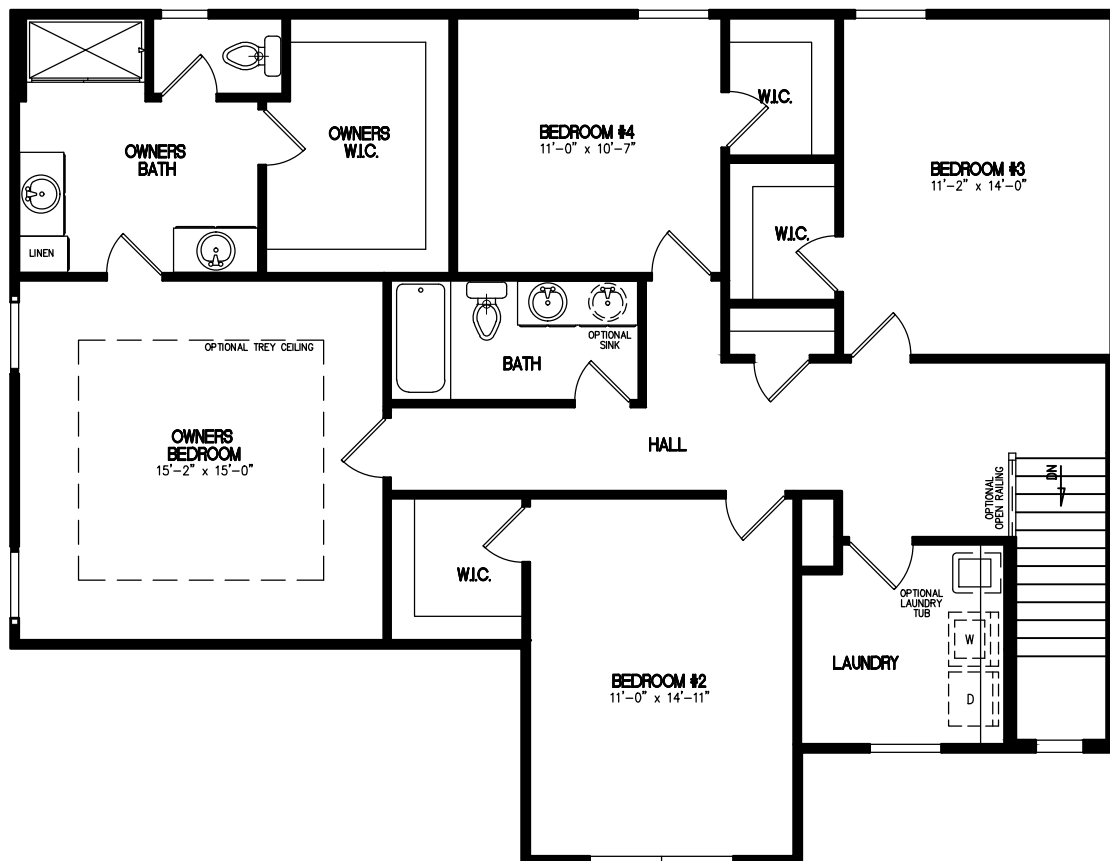 OWNERS
BATH
LINEN
OWNERS
W.I.C.
BEDROOM #4
11'-0" x 10'-7"
W.I.C.
W.I.C.
BEDROOM #3
11'-2" x 14'-0"
OPTIONAL TREY CEILING
OWNERS
BEDROOM
15'-2" x 15'-0"
OPTIONAL
SINK
BATH
HALL
OPTIONAL
OPEN RAILING
DN
W.I.C.
BEDROOM #2
11'-0" x 14'-11"
OPTIONAL
LAUNDRY
TUB
LAUNDRY
W
D